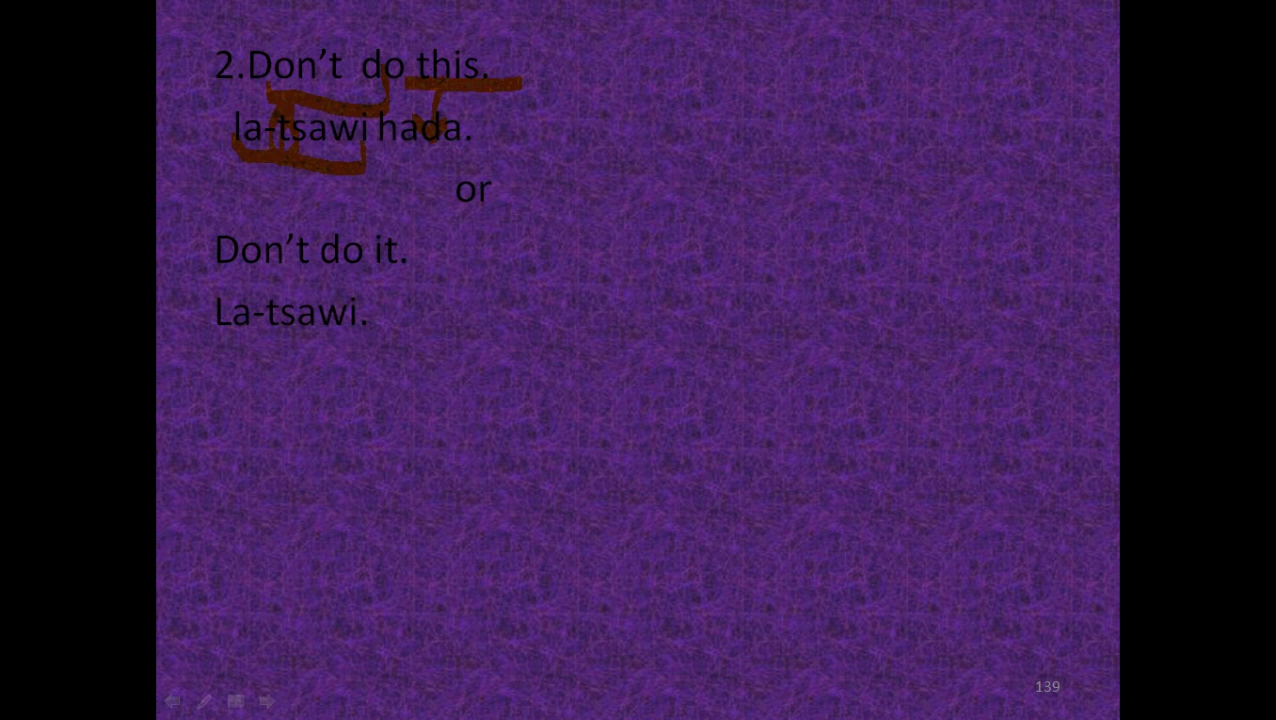 2.Don’t  do this.
la-tsawi hada.
or
Don’t do it.
La-tsawi.
139